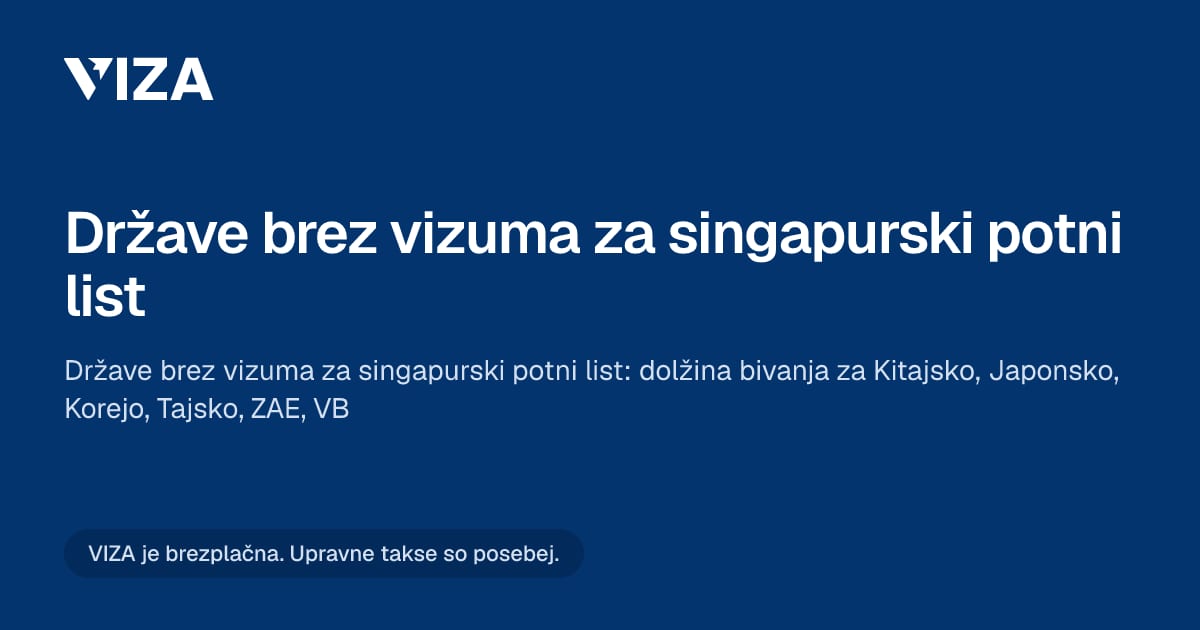 VIZA
Države brez vizuma za singapurski potni
list
Države brez vizuma za singapurski potni list: dolžina bivanja za Kitajsko, Japonsko,
Korejo, Tajsko, ZAE, VB
VIZA je brezplačna. Upravne takse so posebej.